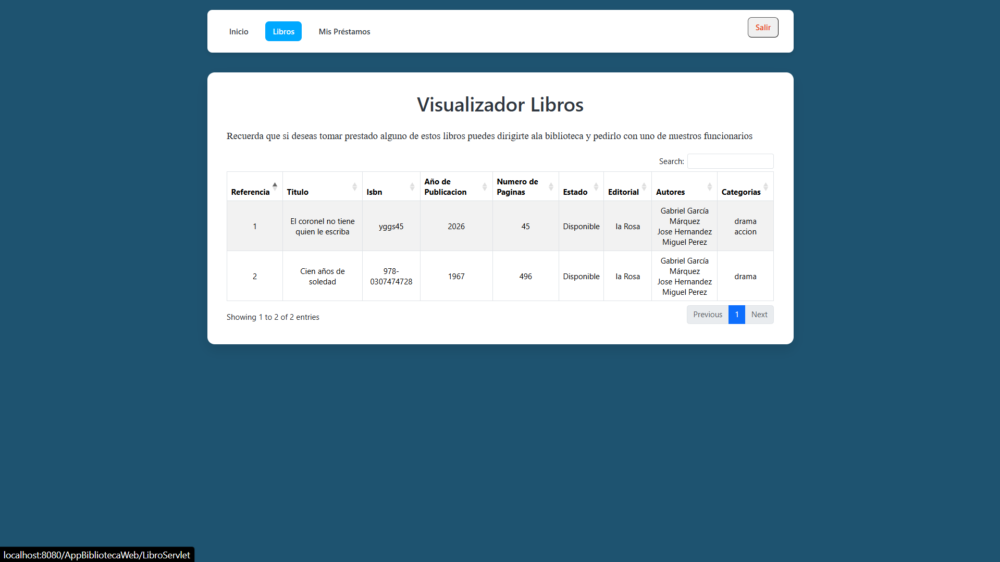 Inicio Libros Mis Préstamos Salir
Visualizador Libros
Recuerda que si deseas tomar prestado alguno de estos libros puedes dirigirte ala biblioteca y pedirlo con uno de nuestros funcionarios
Search:
Referencia Titulo Isbn Año de Publicacion Numero de Paginas Estado Editorial Autores Categorias
1 El coronel no tiene quien le escriba yggs45 2026 45 Disponible la Rosa Gabriel García Márquez Jose Hernandez Miguel Perez drama accion
2 Cien años de soledad 978-0307474728 1967 496 Disponible la Rosa Gabriel García Márquez Jose Hernandez Miguel Perez drama
Showing 1 to 2 of 2 entries Previous 1 Next
localhost:8080/AppBibliotecaWeb/LibroServlet